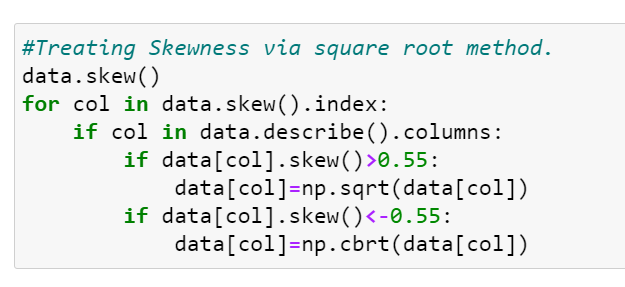 #Treating Skewness via square root method.
data.skew()
for col in data.skew().index:
    if col in data.describe().columns:
        if data[col].skew()>0.55:
            data[col]=np.sqrt(data[col])
        if data[col].skew()<-0.55:
            data[col]=np.cbrt(data[col])